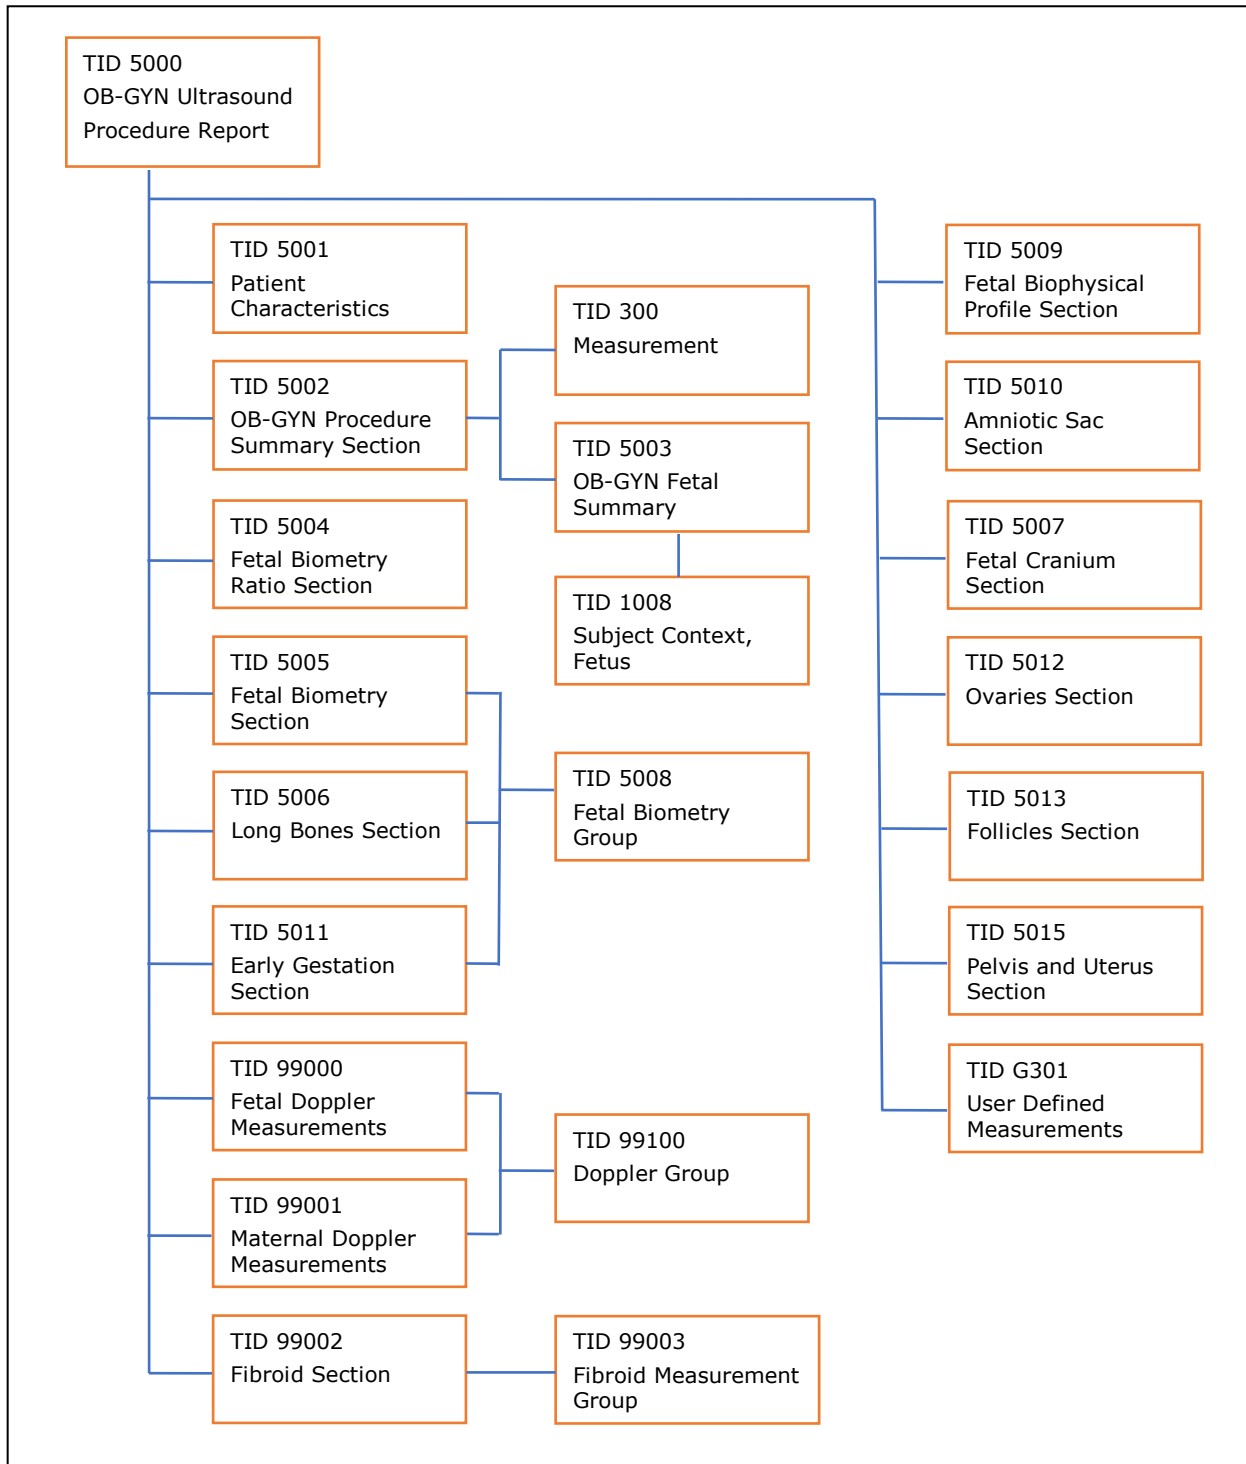 TID 5000
OB-GYN Ultrasound
Procedure Report
TID 5001
Patient
Characteristics
TID 5002
OB-GYN Procedure
Summary Section
TID 5004
Fetal Biometry
Ratio Section
TID 5005
Fetal Biometry
Section
TID 5006
Long Bones Section
TID 5011
Early Gestation
Section
TID 99000
Fetal Doppler
Measurements
TID 99001
Maternal Doppler
Measurements
TID 99002
Fibroid Section
TID 300
Measurement
TID 5003
OB-GYN Fetal
Summary
TID 1008
Subject Context,
Fetus
TID 5008
Fetal Biometry
Group
TID 99100
Doppler Group
TID 99003
Fibroid Measurement
Group
TID 5009
Fetal Biophysical
Profile Section
TID 5010
Amniotic Sac
Section
TID 5007
Fetal Cranium
Section
TID 5012
Ovaries Section
TID 5013
Follicles Section
TID 5015
Pelvis and Uterus
Section
TID G301
User Defined
Measurements